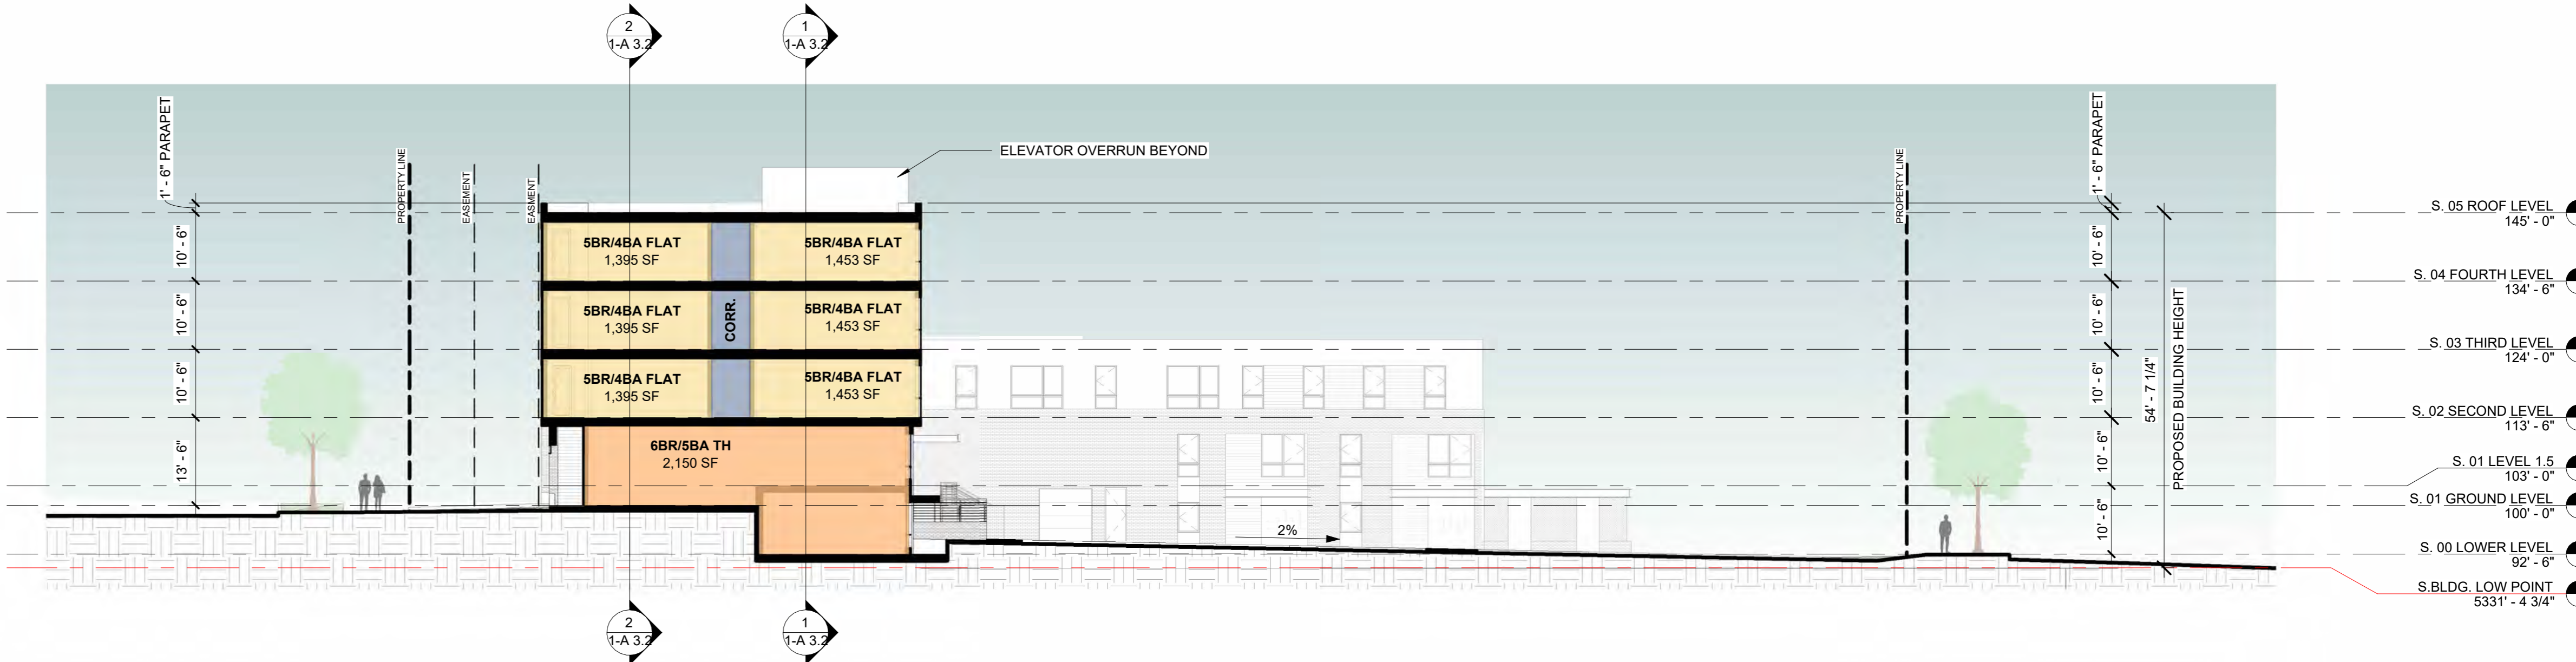 2
1-A 3.2
1
1-A 3.2
1' - 6" PARAPET
PROPERTY LINE
EASEMENT
EASMENT
ELEVATOR OVERRUN BEYOND
PROPERTY LINE
1' - 6" PARAPET
S. 05 ROOF LEVEL
145' - 0"
10' - 6"
5BR/4BA FLAT
1,395 SF
5BR/4BA FLAT
1,453 SF
10' - 6"
S. 04 FOURTH LEVEL
134' - 6"
10' - 6"
5BR/4BA FLAT
1,395 SF
CORR.
5BR/4BA FLAT
1,453 SF
10' - 6"
S. 03 THIRD LEVEL
124' - 0"
10' - 6"
5BR/4BA FLAT
1,395 SF
5BR/4BA FLAT
1,453 SF
10' - 6"
54' - 7 1/4"
PROPOSED BUILDING HEIGHT
S. 02 SECOND LEVEL
113' - 6"
13' - 6"
6BR/5BA TH
2,150 SF
10' - 6"
S. 01 LEVEL 1.5
103' - 0"
S. 01 GROUND LEVEL
100' - 0"
2%
10' - 6"
S. 00 LOWER LEVEL
92' - 6"
S.BLDG. LOW POINT
5331' - 4 3/4"
2
1-A 3.2
1
1-A 3.2